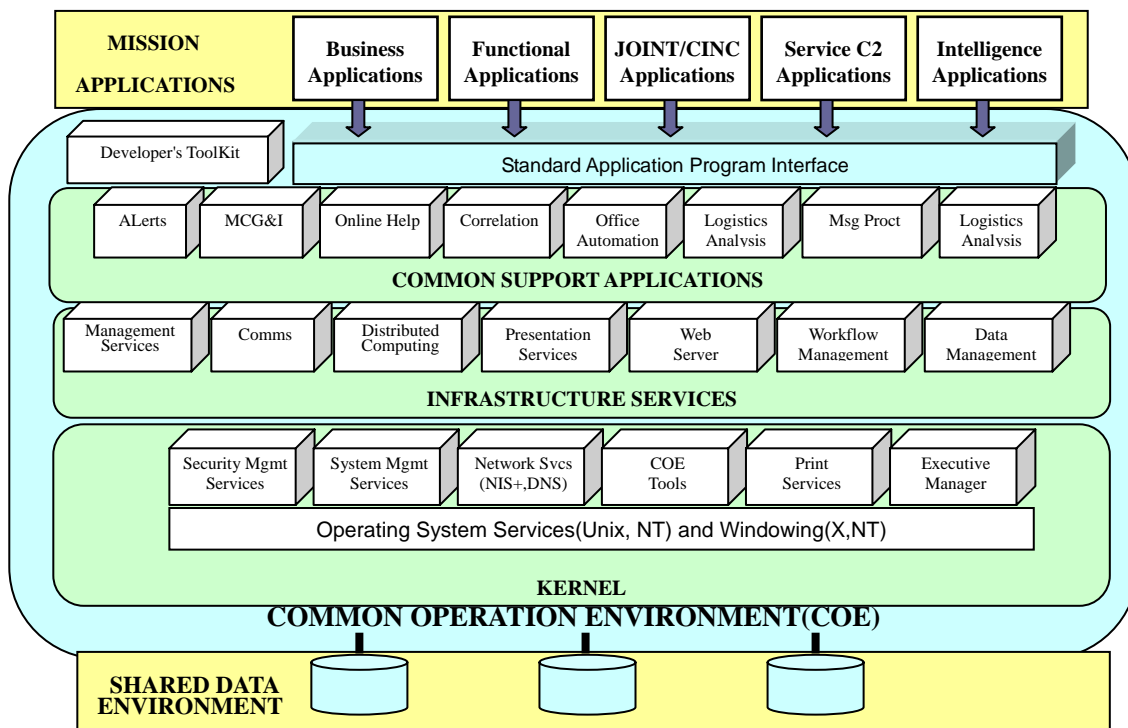 MISSION
APPLICATIONS
Business
Applications
Functional
Applications
JOINT/CINC
Applications
Service C2
Applications
Intelligence
Applications
Developer's ToolKit
Standard Application Program Interface
ALerts
MCG&I
Online Help
Correlation
Office
Automation
Logistics
Analysis
Msg Proct
Logistics
Analysis
COMMON SUPPORT APPLICATIONS
Management
Services
Comms
Distributed
Computing
Presentation
Services
Web
Server
Workflow
Management
Data
Management
INFRASTRUCTURE SERVICES
Security Mgmt
Services
System Mgmt
Services
Network Svcs
(NIS+,DNS)
COE
Tools
Print
Services
Executive
Manager
Operating System Services(Unix, NT) and Windowing(X,NT)
KERNEL
COMMON OPERATION ENVIRONMENT(COE)
SHARED DATA
ENVIRONMENT